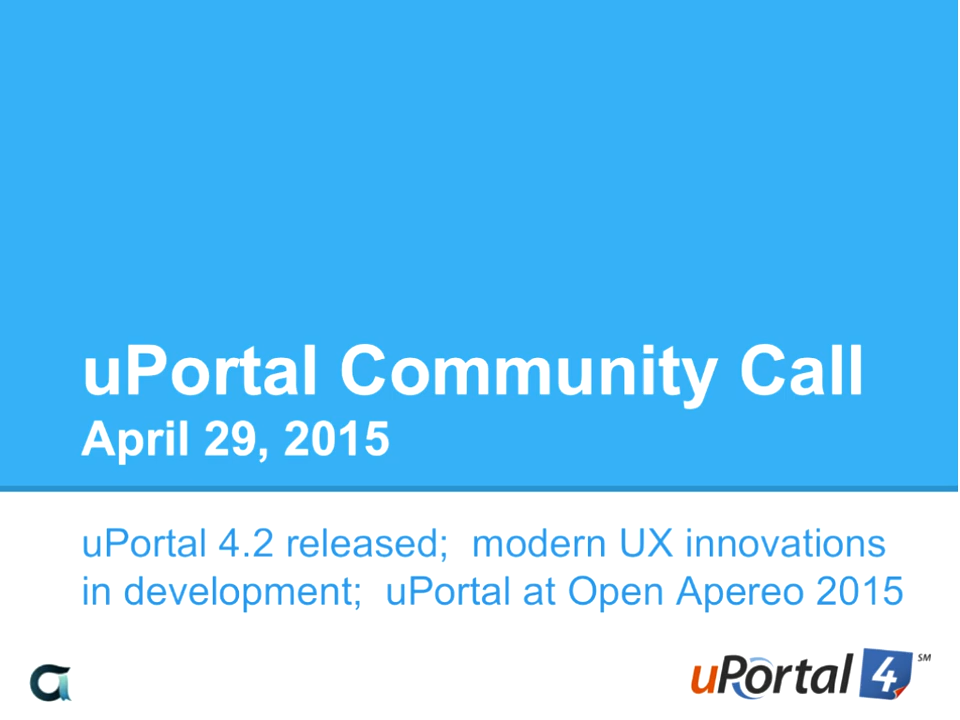 uPortal Community Call
April 29, 2015
uPortal 4.2 released;  modern UX innovations
in development;  uPortal at Open Apereo 2015
uPortal 4 SM